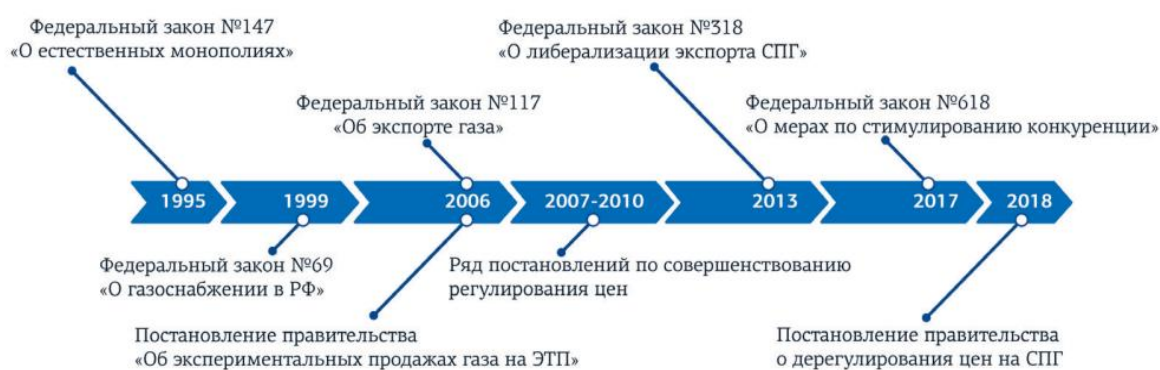 Федеральный закон №147
«О естественных монополиях»
Федеральный закон №318
«О либерализации экспорта СПГ»
Федеральный закон №117
«Об экспорте газа»
Федеральный закон №618
«О мерах по стимулированию конкуренции»
1995
1999
2006
2007-2010
2013
2017
2018
Федеральный закон №69
«О газоснабжении в РФ»
Ряд постановлений по совершенствованию
регулирования цен
Постановление правительства
«Об экспериментальных продажах газа на ЭТП»
Постановление правительства
о дерегулирования цен на СПГ